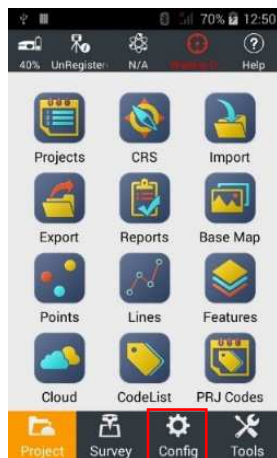 70% 12:50
40% UnRegister N/A Help
Projects CRS Import
Export Reports Base Map
Points Lines Features
Cloud CodeList PRJ Codes
Project Survey Config Tools